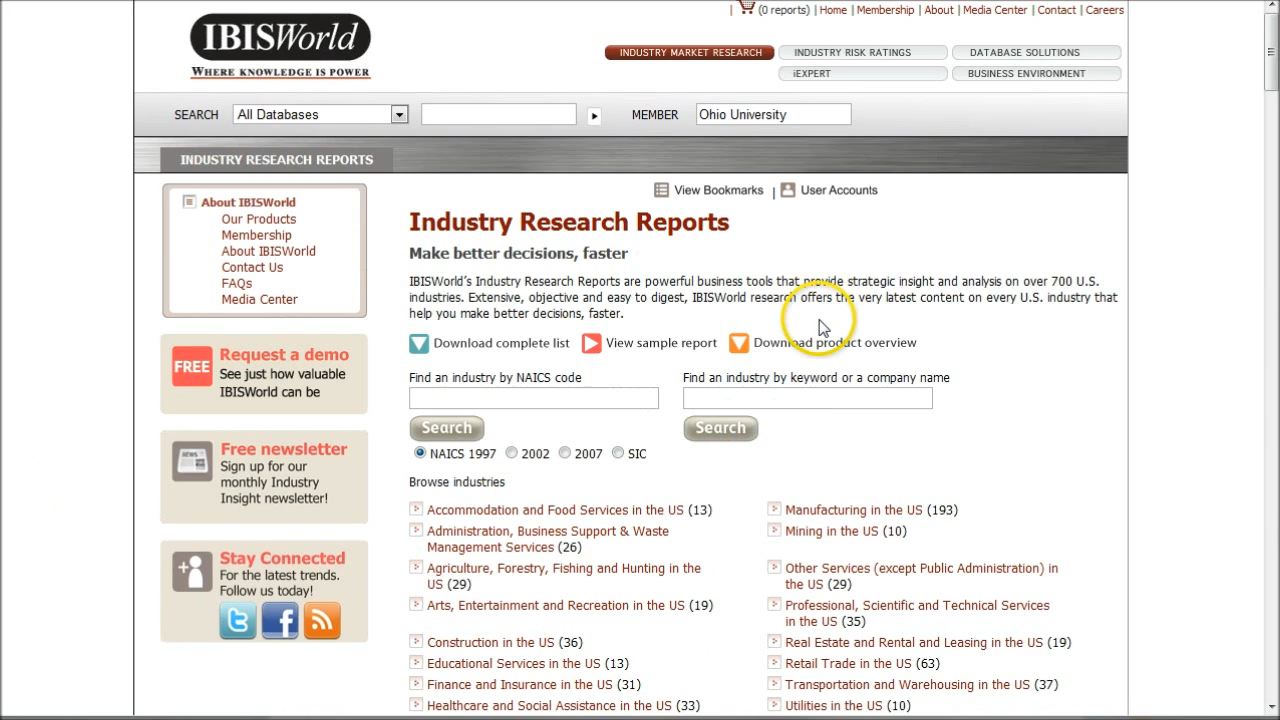 (0 reports) | Home | Membership | About | Media Center | Contact | Careers
IBISWorld
WHERE KNOWLEDGE IS POWER
INDUSTRY MARKET RESEARCH
INDUSTRY RISK RATINGS
DATABASE SOLUTIONS
iEXPERT
BUSINESS ENVIRONMENT
SEARCH All Databases MEMBER Ohio University
INDUSTRY RESEARCH REPORTS
About IBISWorld
Our Products
Membership
About IBISWorld
Contact Us
FAQs
Media Center
FREE
Request a demo
See just how valuable
IBISWorld can be
NEWS
Free newsletter
Sign up for our
monthly Industry
Insight newsletter!
Stay Connected
For the latest trends.
Follow us today!
View Bookmarks | User Accounts
Industry Research Reports
Make better decisions, faster
IBISWorld's Industry Research Reports are powerful business tools that provide strategic insight and analysis on over 700 U.S.
industries. Extensive, objective and easy to digest, IBISWorld research offers the very latest content on every U.S. industry that
help you make better decisions, faster.
Download complete list View sample report Download product overview
Find an industry by NAICS code
Search
NAICS 1997 2002 2007 SIC
Find an industry by keyword or a company name
Search
Browse industries
Accommodation and Food Services in the US (13)
Administration, Business Support & Waste
Management Services (26)
Agriculture, Forestry, Fishing and Hunting in the
US (29)
Arts, Entertainment and Recreation in the US (19)
Construction in the US (36)
Educational Services in the US (13)
Finance and Insurance in the US (31)
Healthcare and Social Assistance in the US (33)
Manufacturing in the US (193)
Mining in the US (10)
Other Services (except Public Administration) in
the US (29)
Professional, Scientific and Technical Services
in the US (35)
Real Estate and Rental and Leasing in the US (19)
Retail Trade in the US (63)
Transportation and Warehousing in the US (37)
Utilities in the US (10)